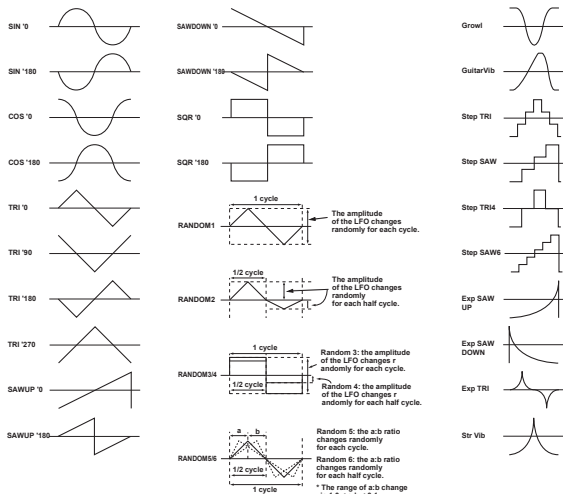 SIN '0
SIN '180
COS '0
COS '180
TRI '0
TRI '90
TRI '180
TRI '270
SAWUP '0
SAWUP '180
SAWDOWN '0
SAWDOWN '180
SQR '0
SQR '180
1 cycle
RANDOM1
The amplitude
of the LFO changes
randomly for each cycle.
1/2 cycle
RANDOM2
The amplitude
of the LFO changes
randomly
for each half cycle.
1 cycle
RANDOM3/4
1/2 cycle
Random 3: the amplitude
of the LFO changes r
andomly for each cycle.
Random 4: the amplitude
of the LFO changes r
andomly for each half cycle.
a b
RANDOM5/6
1/2 cycle
1 cycle
Random 5: the a:b ratio
changes randomly
for each cycle.
Random 6: the a:b ratio
changes randomly
for each half cycle.
* The range of a:b change
Growl
GuitarVib
Step TRI
Step SAW
Step TRI4
Step SAW6
Exp SAW
UP
Exp SAW
DOWN
Exp TRI
Str Vib